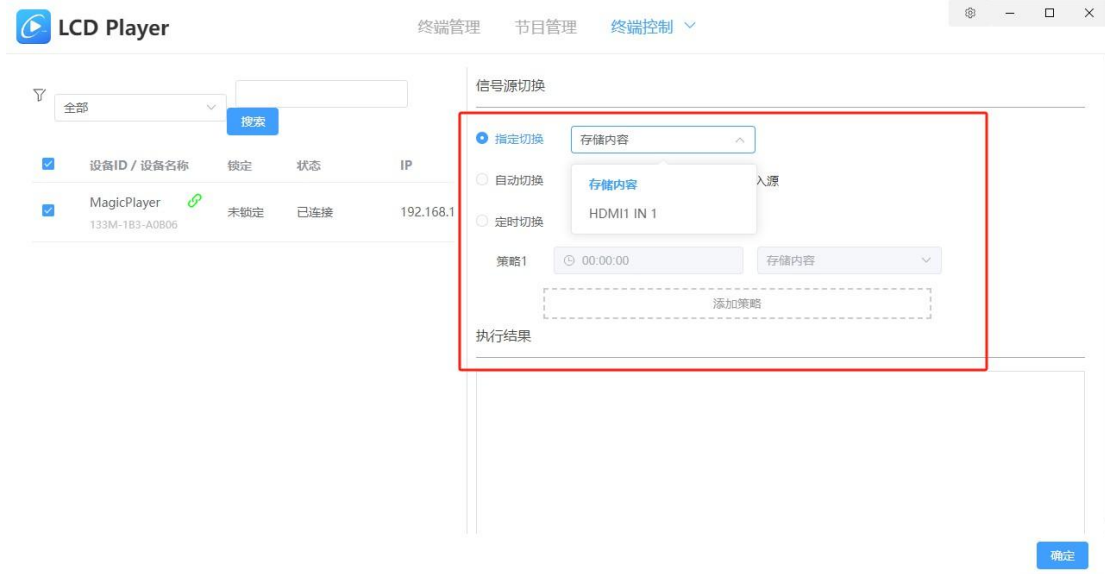 LCD Player
终端管理 节目管理 终端控制
全部
搜索
设备ID / 设备名称 锁定 状态 IP
MagicPlayer 未锁定 已连接 192.168.1
133M-1B3-A0B06
信号源切换
指定切换 存储内容
存储内容
HDMI1 IN 1
自动切换 入源
定时切换
策略1 00:00:00 存储内容
添加策略
执行结果
确定